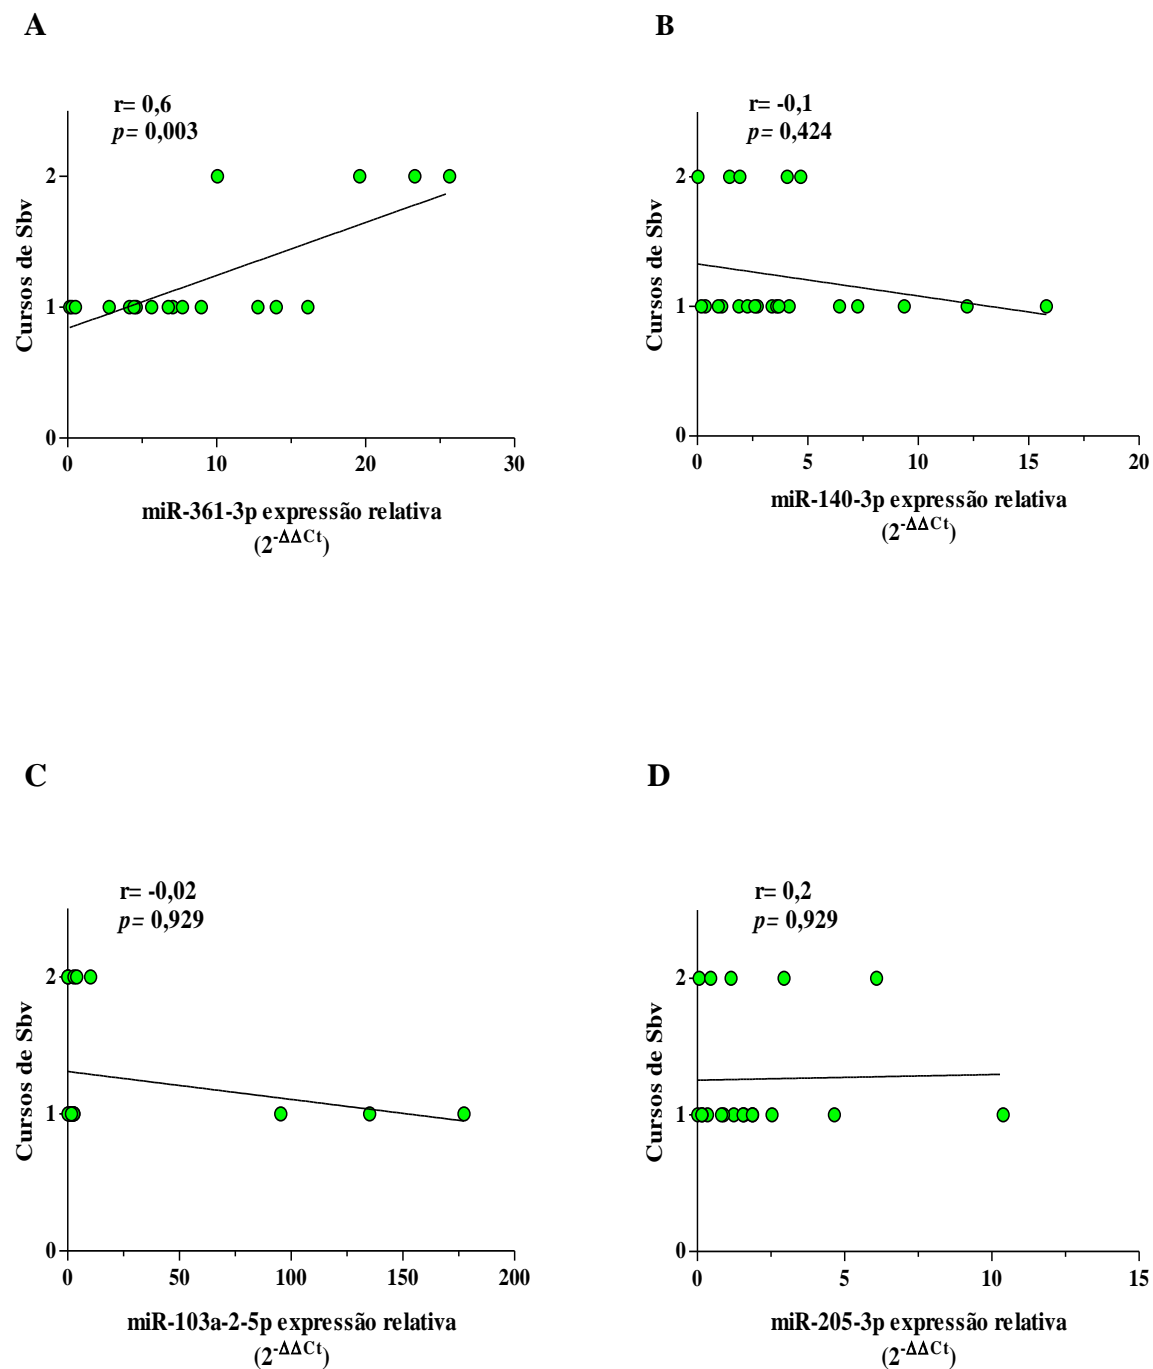 A
r= 0,6
p= 0,003
Cursos de Sbv
2
1
0
0 10 20 30
miR-361-3p expressão relativa
(2^-ΔΔCt)
B
r= -0,1
p= 0,424
Cursos de Sbv
2
1
0
0 5 10 15 20
miR-140-3p expressão relativa
(2^-ΔΔCt)
C
r= -0,02
p= 0,929
Cursos de Sbv
2
1
0
0 50 100 150 200
miR-103a-2-5p expressão relativa
(2^-ΔΔCt)
D
r= 0,2
p= 0,929
Cursos de Sbv
2
1
0
0 5 10 15
miR-205-3p expressão relativa
(2^-ΔΔCt)